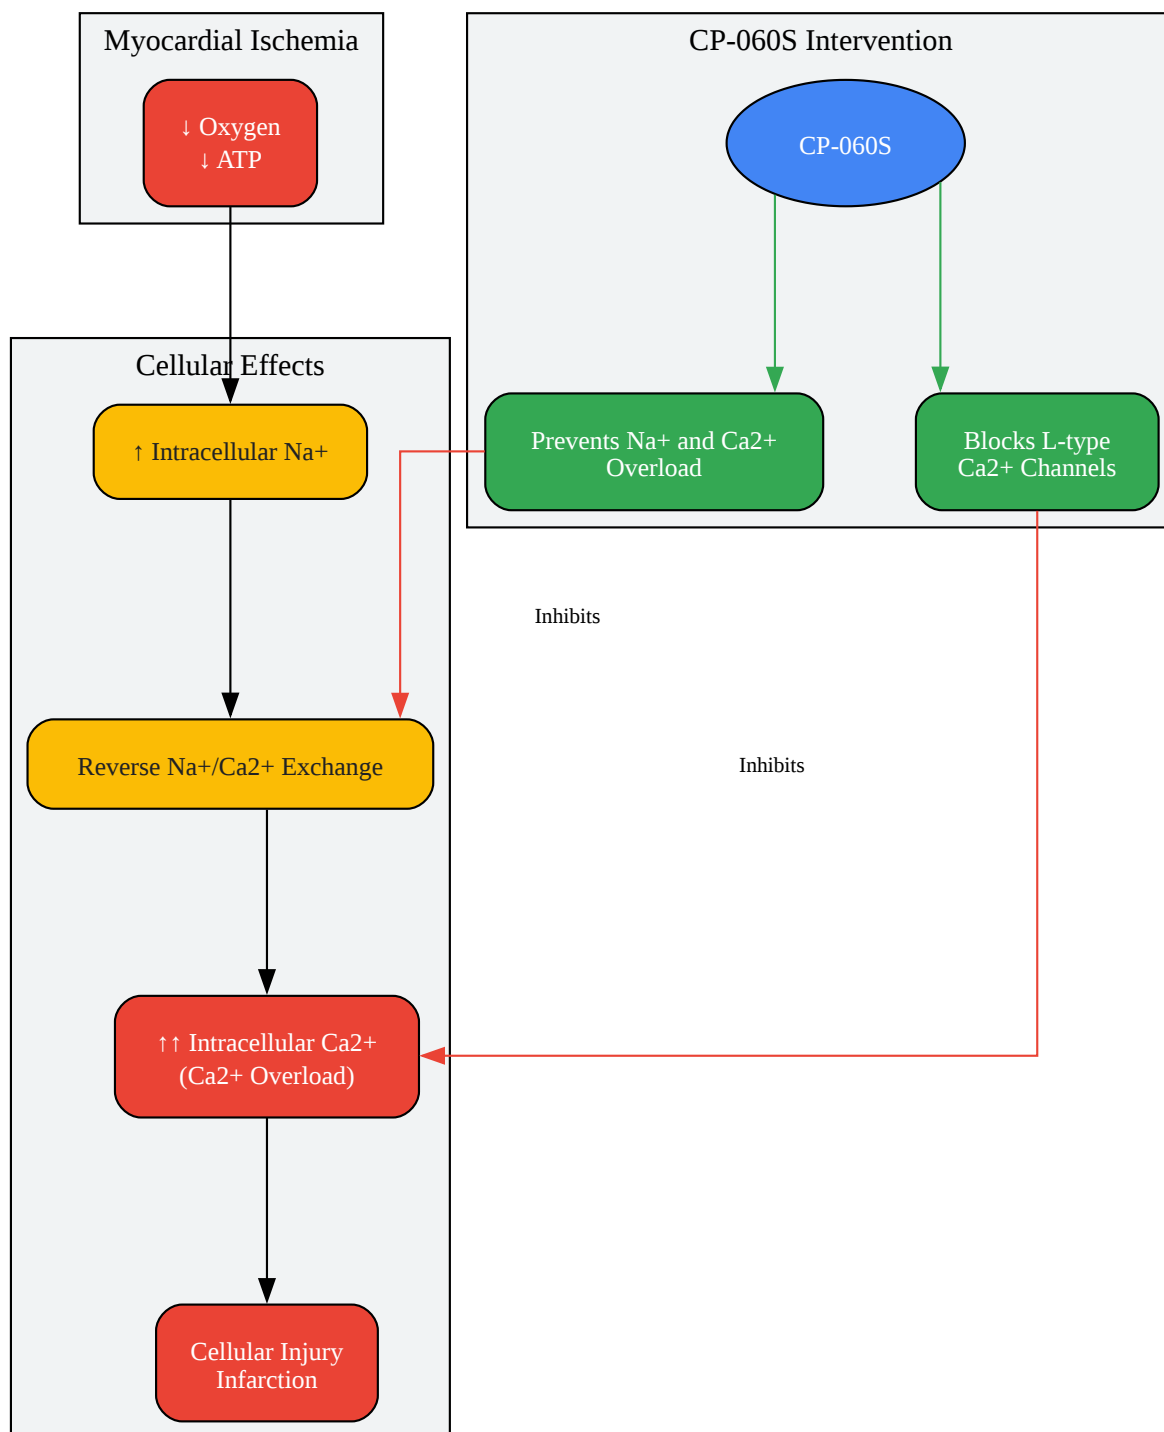 Myocardial Ischemia
↓ Oxygen
↓ ATP
CP-060S Intervention
CP-060S
Cellular Effects
↑ Intracellular Na+
Prevents Na+ and Ca2+
Overload
Blocks L-type
Ca2+ Channels
Inhibits
Reverse Na+/Ca2+ Exchange
Inhibits
↑↑ Intracellular Ca2+
(Ca2+ Overload)
Cellular Injury
Infarction